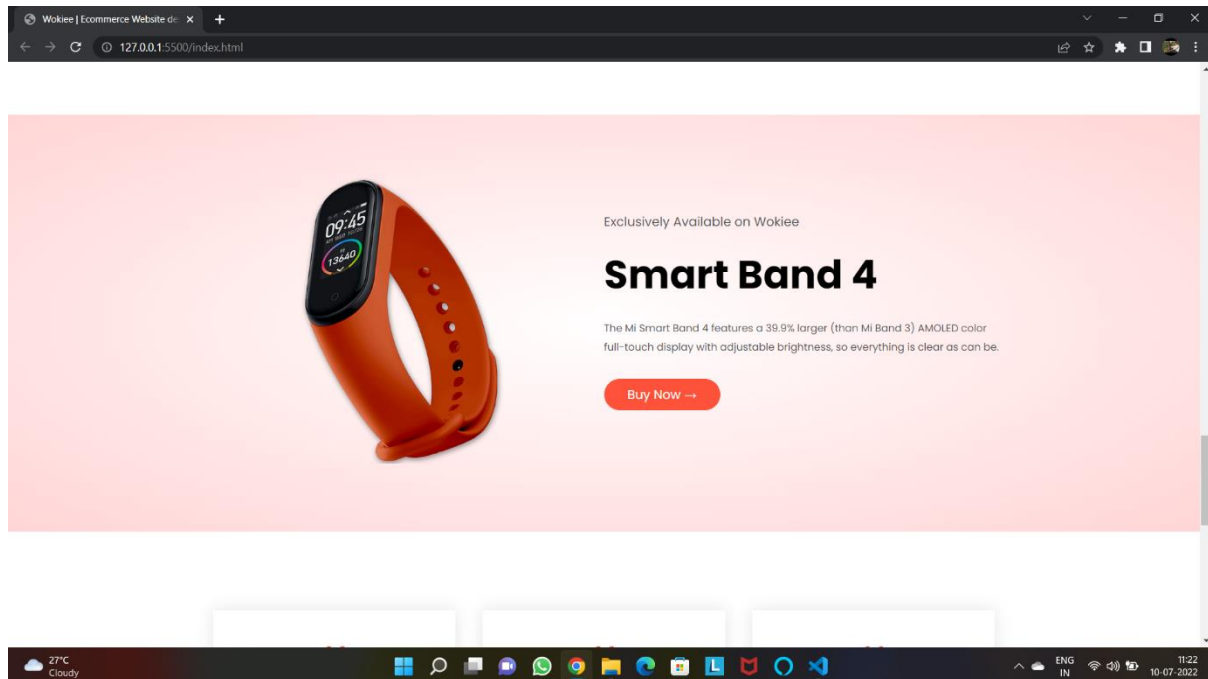 Wokiee | Ecommerce Website de
127.0.0.1:5500/index.html
09:45
13640
Exclusively Available on Wokiee
Smart Band 4
The Mi Smart Band 4 features a 39.9% larger (than Mi Band 3) AMOLED color
full-touch display with adjustable brightness, so everything is clear as can be.
Buy Now →
27°C
Cloudy
ENG
IN
11:22
10-07-2022